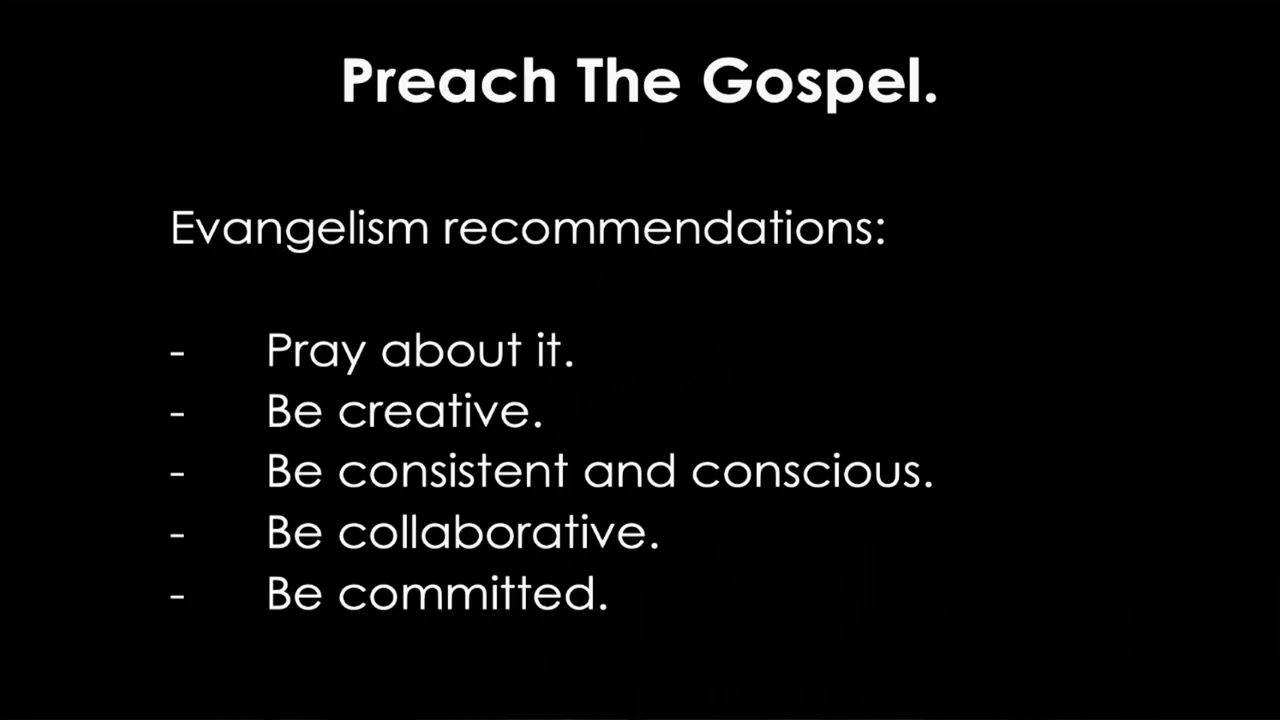 Preach The Gospel.
Evangelism recommendations:
- Pray about it.
- Be creative.
- Be consistent and conscious.
- Be collaborative.
- Be committed.